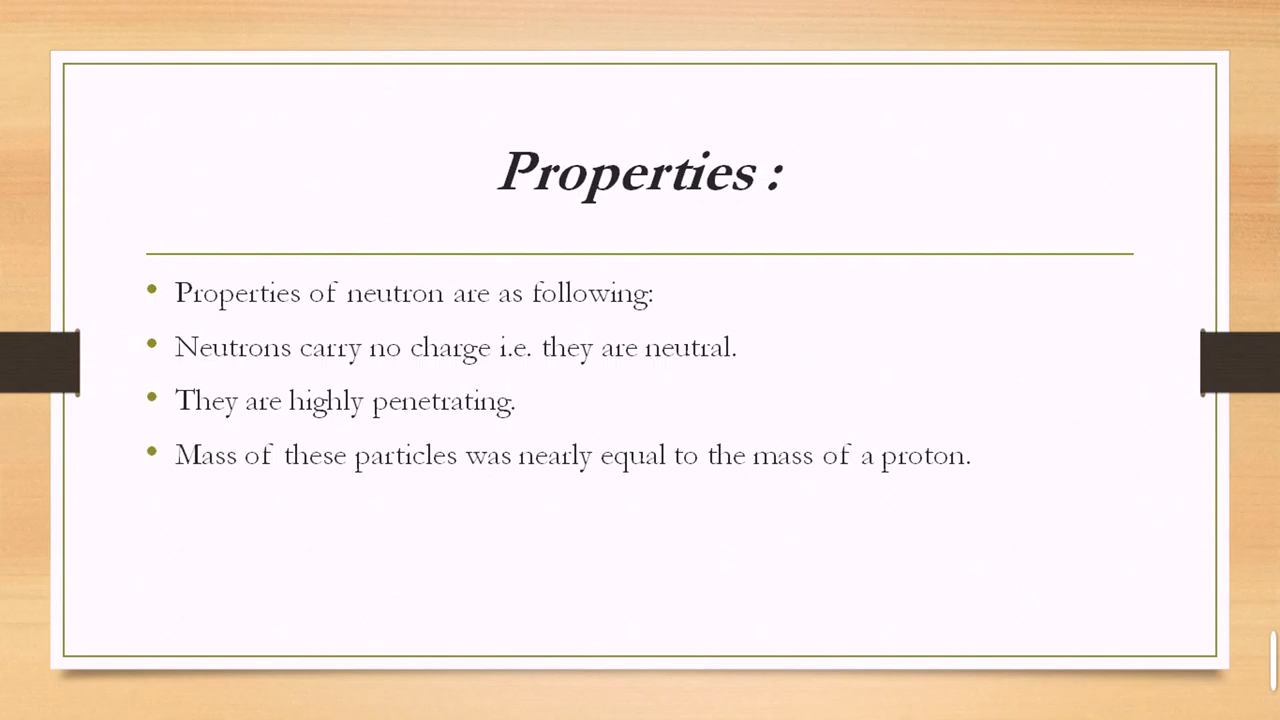 Properties :
• Properties of neutron are as following:
• Neutrons carry no charge i.e. they are neutral.
• They are highly penetrating.
• Mass of these particles was nearly equal to the mass of a proton.